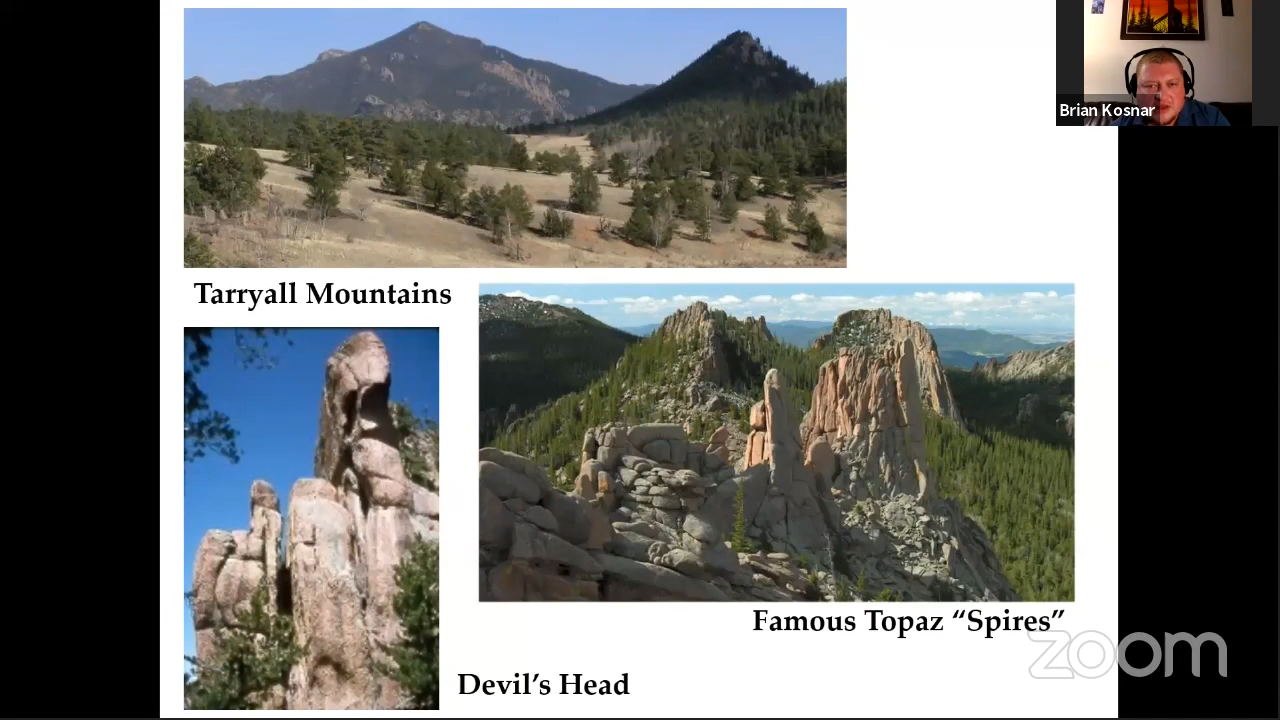 Brian Kosnar
Tarryall Mountains
Famous Topaz “Spires”
zoom
Devil’s Head